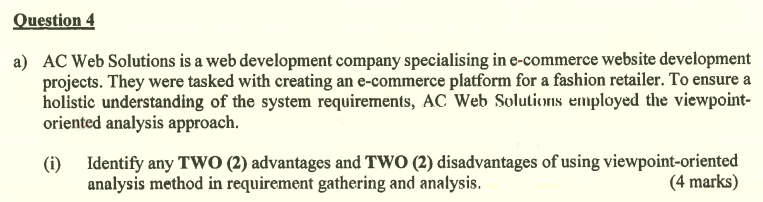 Question 4
a) AC Web Solutions is a web development company specialising in e-commerce website development
projects. They were tasked with creating an e-commerce platform for a fashion retailer. To ensure a
holistic understanding of the system requirements, AC Web Solutions employed the viewpoint-
oriented analysis approach.
(i) Identify any TWO (2) advantages and TWO (2) disadvantages of using viewpoint-oriented
analysis method in requirement gathering and analysis. (4 marks)